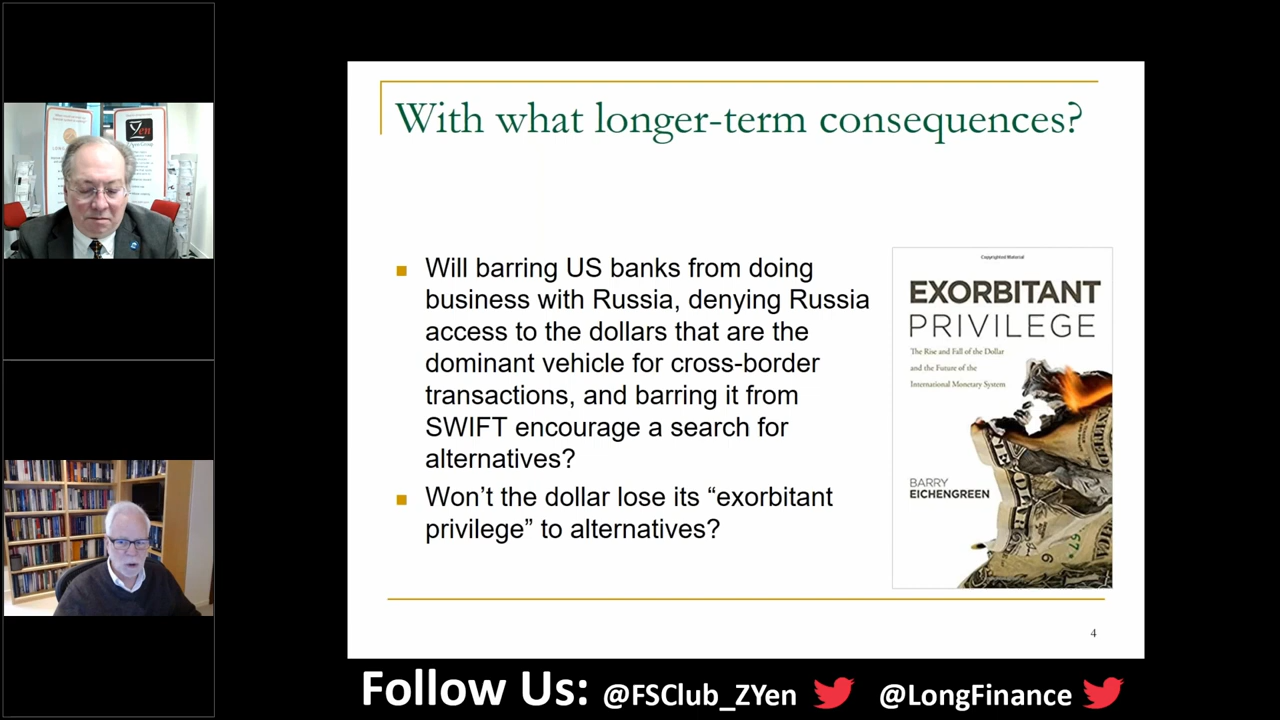 Yen
With what longer-term consequences?
Will barring US banks from doing
business with Russia, denying Russia
access to the dollars that are the
dominant vehicle for cross-border
transactions, and barring it from
SWIFT encourage a search for
alternatives?
Won’t the dollar lose its “exorbitant
privilege” to alternatives?
Copyrighted Material
EXORBITANT
PRIVILEGE
The Rise and Fall of the Dollar
and the Future of the
International Monetary System
BARRY
EICHENGREEN
4
Follow Us: @FSClub_ZYen @LongFinance